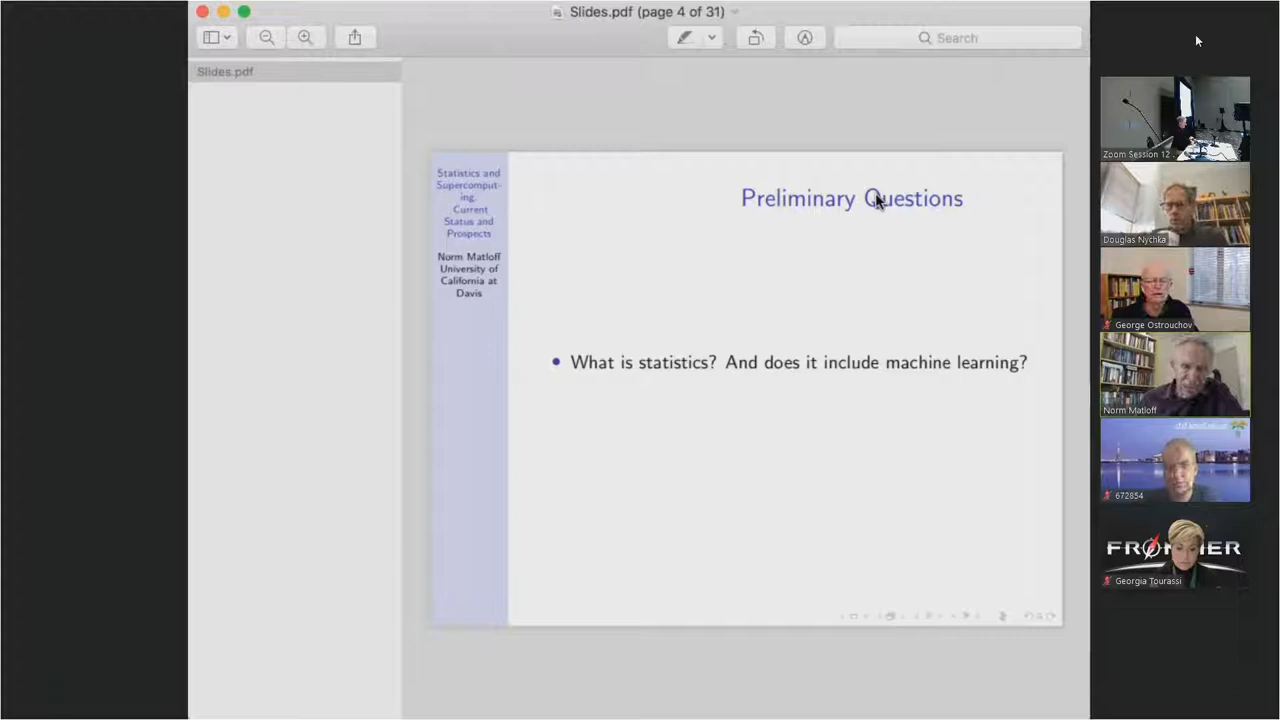 Slides.pdf (page 4 of 31)
Search
Slides.pdf
Statistics and
Supercomput-
ing:
Current
Status and
Prospects
Norm Matloff
University of
California at
Davis
Preliminary Questions
What is statistics? And does it include machine learning?
Zoom Session 12
Douglas Nychka
George Ostrouchov
Norm Matloff
672854
FRONTIER
Georgia Tourassi